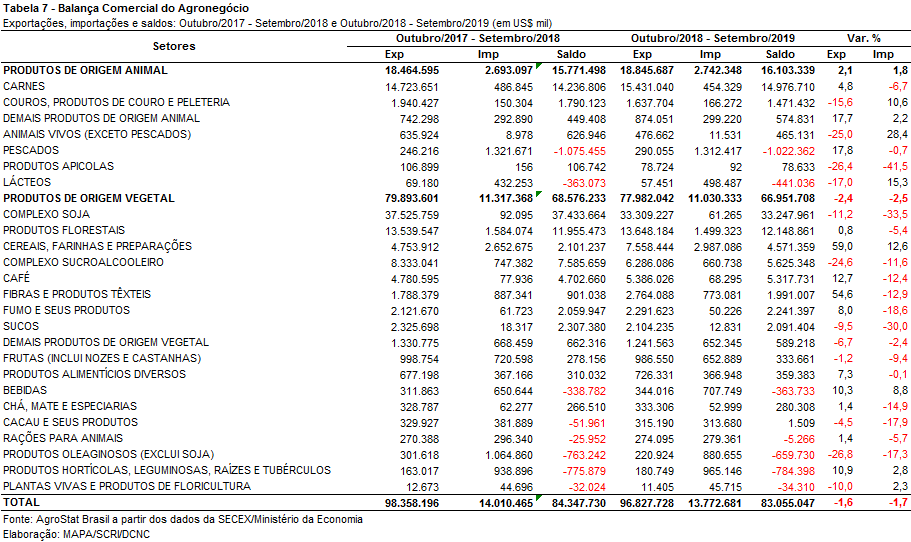 Tabela 7 - Balança Comercial do Agronegócio
Exportações, importações e saldos: Outubro/2017 - Setembro/2018 e Outubro/2018 - Setembro/2019 (em US$ mil)
Setores Outubro/2017 - Setembro/2018 Outubro/2018 - Setembro/2019 Var. %
Exp Imp Saldo Exp Imp Saldo Exp Imp
PRODUTOS DE ORIGEM ANIMAL 18.464.595 2.693.097 15.771.498 18.845.687 2.742.348 16.103.339 2,1 1,8
CARNES 14.723.651 486.845 14.236.806 15.431.040 454.329 14.976.710 4,8 -6,7
COUROS, PRODUTOS DE COURO E PELETERIA 1.940.427 150.304 1.790.123 1.637.704 166.272 1.471.432 -15,6 10,6
DEMAIS PRODUTOS DE ORIGEM ANIMAL 742.298 292.890 449.408 874.051 299.220 574.831 17,7 2,2
ANIMAIS VIVOS (EXCETO PESCADOS) 635.924 8.978 626.946 476.662 11.531 465.131 -25,0 28,4
PESCADOS 246.216 1.321.671 -1.075.455 290.055 1.312.417 -1.022.362 17,8 -0,7
PRODUTOS APICOLAS 106.899 156 106.742 78.724 92 78.633 -26,4 -41,5
LÁCTEOS 69.180 432.253 -363.073 57.451 498.487 -441.036 -17,0 15,3
PRODUTOS DE ORIGEM VEGETAL 79.893.601 11.317.368 68.576.233 77.982.042 11.030.333 66.951.708 -2,4 -2,5
COMPLEXO SOJA 37.525.759 92.095 37.433.664 33.309.227 61.265 33.247.961 -11,2 -33,5
PRODUTOS FLORESTAIS 13.539.547 1.584.074 11.955.473 13.648.184 1.499.323 12.148.861 0,8 -5,4
CEREAIS, FARINHAS E PREPARAÇÕES 4.753.912 2.652.675 2.101.237 7.558.444 2.987.086 4.571.359 59,0 12,6
COMPLEXO SUCROALCOOLEIRO 8.333.041 747.382 7.585.659 6.286.086 660.738 5.625.348 -24,6 -11,6
CAFÉ 4.780.595 77.936 4.702.660 5.386.026 68.295 5.317.731 12,7 -12,4
FIBRAS E PRODUTOS TÊXTEIS 1.788.379 887.341 901.038 2.764.088 773.081 1.991.007 54,6 -12,9
FUMO E SEUS PRODUTOS 2.121.670 61.723 2.059.947 2.291.623 50.226 2.241.397 8,0 -18,6
SUCOS 2.325.698 18.317 2.307.380 2.104.235 12.831 2.091.404 -9,5 -30,0
DEMAIS PRODUTOS DE ORIGEM VEGETAL 1.330.775 668.459 662.316 1.241.563 652.345 589.218 -6,7 -2,4
FRUTAS (INCLUI NOZES E CASTANHAS) 998.754 720.598 278.156 986.550 652.889 333.661 -1,2 -9,4
PRODUTOS ALIMENTÍCIOS DIVERSOS 677.198 367.166 310.032 726.331 366.948 359.383 7,3 -0,1
BEBIDAS 311.863 650.644 -338.782 344.016 707.749 -363.733 10,3 8,8
CHÁ, MATE E ESPECIARIAS 328.787 62.277 266.510 333.306 52.999 280.308 1,4 -14,9
CACAU E SEUS PRODUTOS 329.927 381.889 -51.961 315.190 313.680 1.509 -4,5 -17,9
RAÇÕES PARA ANIMAIS 270.388 296.340 -25.952 274.095 279.361 -5.266 1,4 -5,7
PRODUTOS OLEAGINOSOS (EXCLUI SOJA) 301.618 1.064.860 -763.242 220.924 880.655 -659.730 -26,8 -17,3
PRODUTOS HORTÍCOLAS, LEGUMINOSAS, RAÍZES E TUBÉRCULOS 163.017 938.896 -775.879 180.749 965.146 -784.398 10,9 2,8
PLANTAS VIVAS E PRODUTOS DE FLORICULTURA 12.673 44.696 -32.024 11.405 45.715 -34.310 -10,0 2,3
TOTAL 98.358.196 14.010.465 84.347.730 96.827.728 13.772.681 83.055.047 -1,6 -1,7
Fonte: AgroStat Brasil a partir dos dados da SECEX/Ministério da Economia
Elaboração: MAPA/SCRI/DCNC